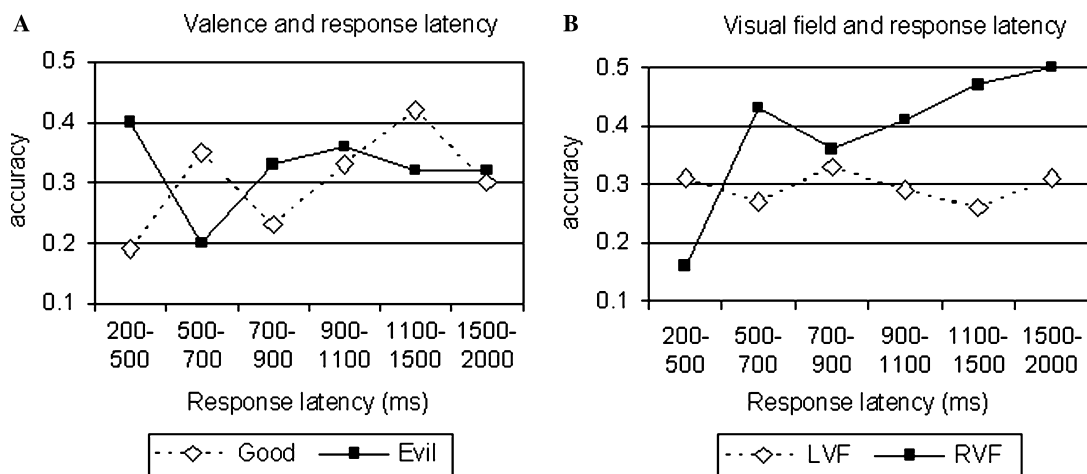 A Valence and response latency
0.5
0.4
0.3
0.2
0.1
accuracy
200- 500- 700- 900- 1100- 1500-
500 700 900 1100 1500 2000
Response latency (ms)
Good Evil
B Visual field and response latency
0.5
0.4
0.3
0.2
0.1
accuracy
200- 500- 700- 900- 1100- 1500-
500 700 900 1100 1500 2000
Response latency (ms)
LVF RVF